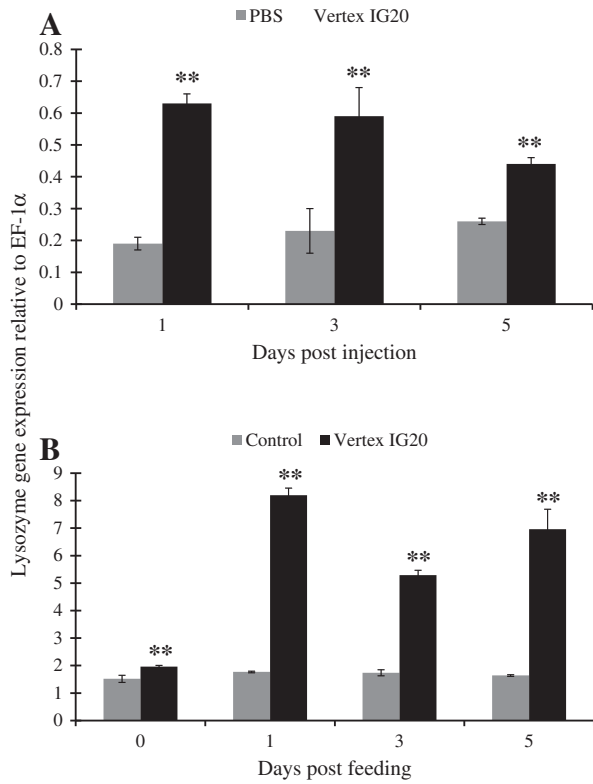 A
PBS Vertex IG20
0.8
0.7
0.6
0.5
0.4
0.3
0.2
0.1
0
**
**
**
1 3 5
Days post injection
Lysozyme gene expression relative to EF-1α
B
Control Vertex IG20
9
8
7
6
5
4
3
2
1
0
**
**
**
**
0 1 3 5
Days post feeding